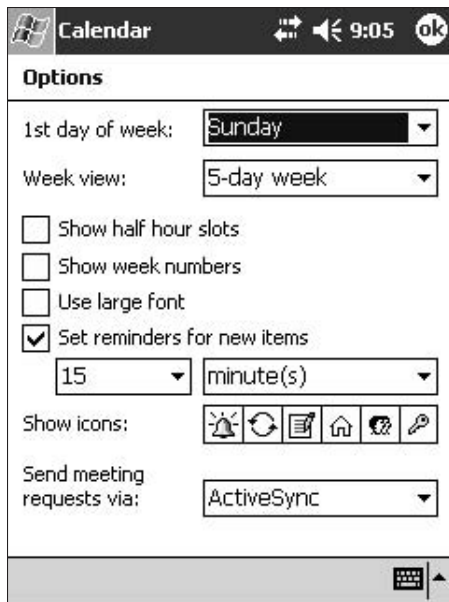 Calendar 9:05 ok
Options
1st day of week: Sunday
Week view: 5-day week
Show half hour slots
Show week numbers
Use large font
Set reminders for new items
15 minute(s)
Show icons:
Send meeting
requests via: ActiveSync